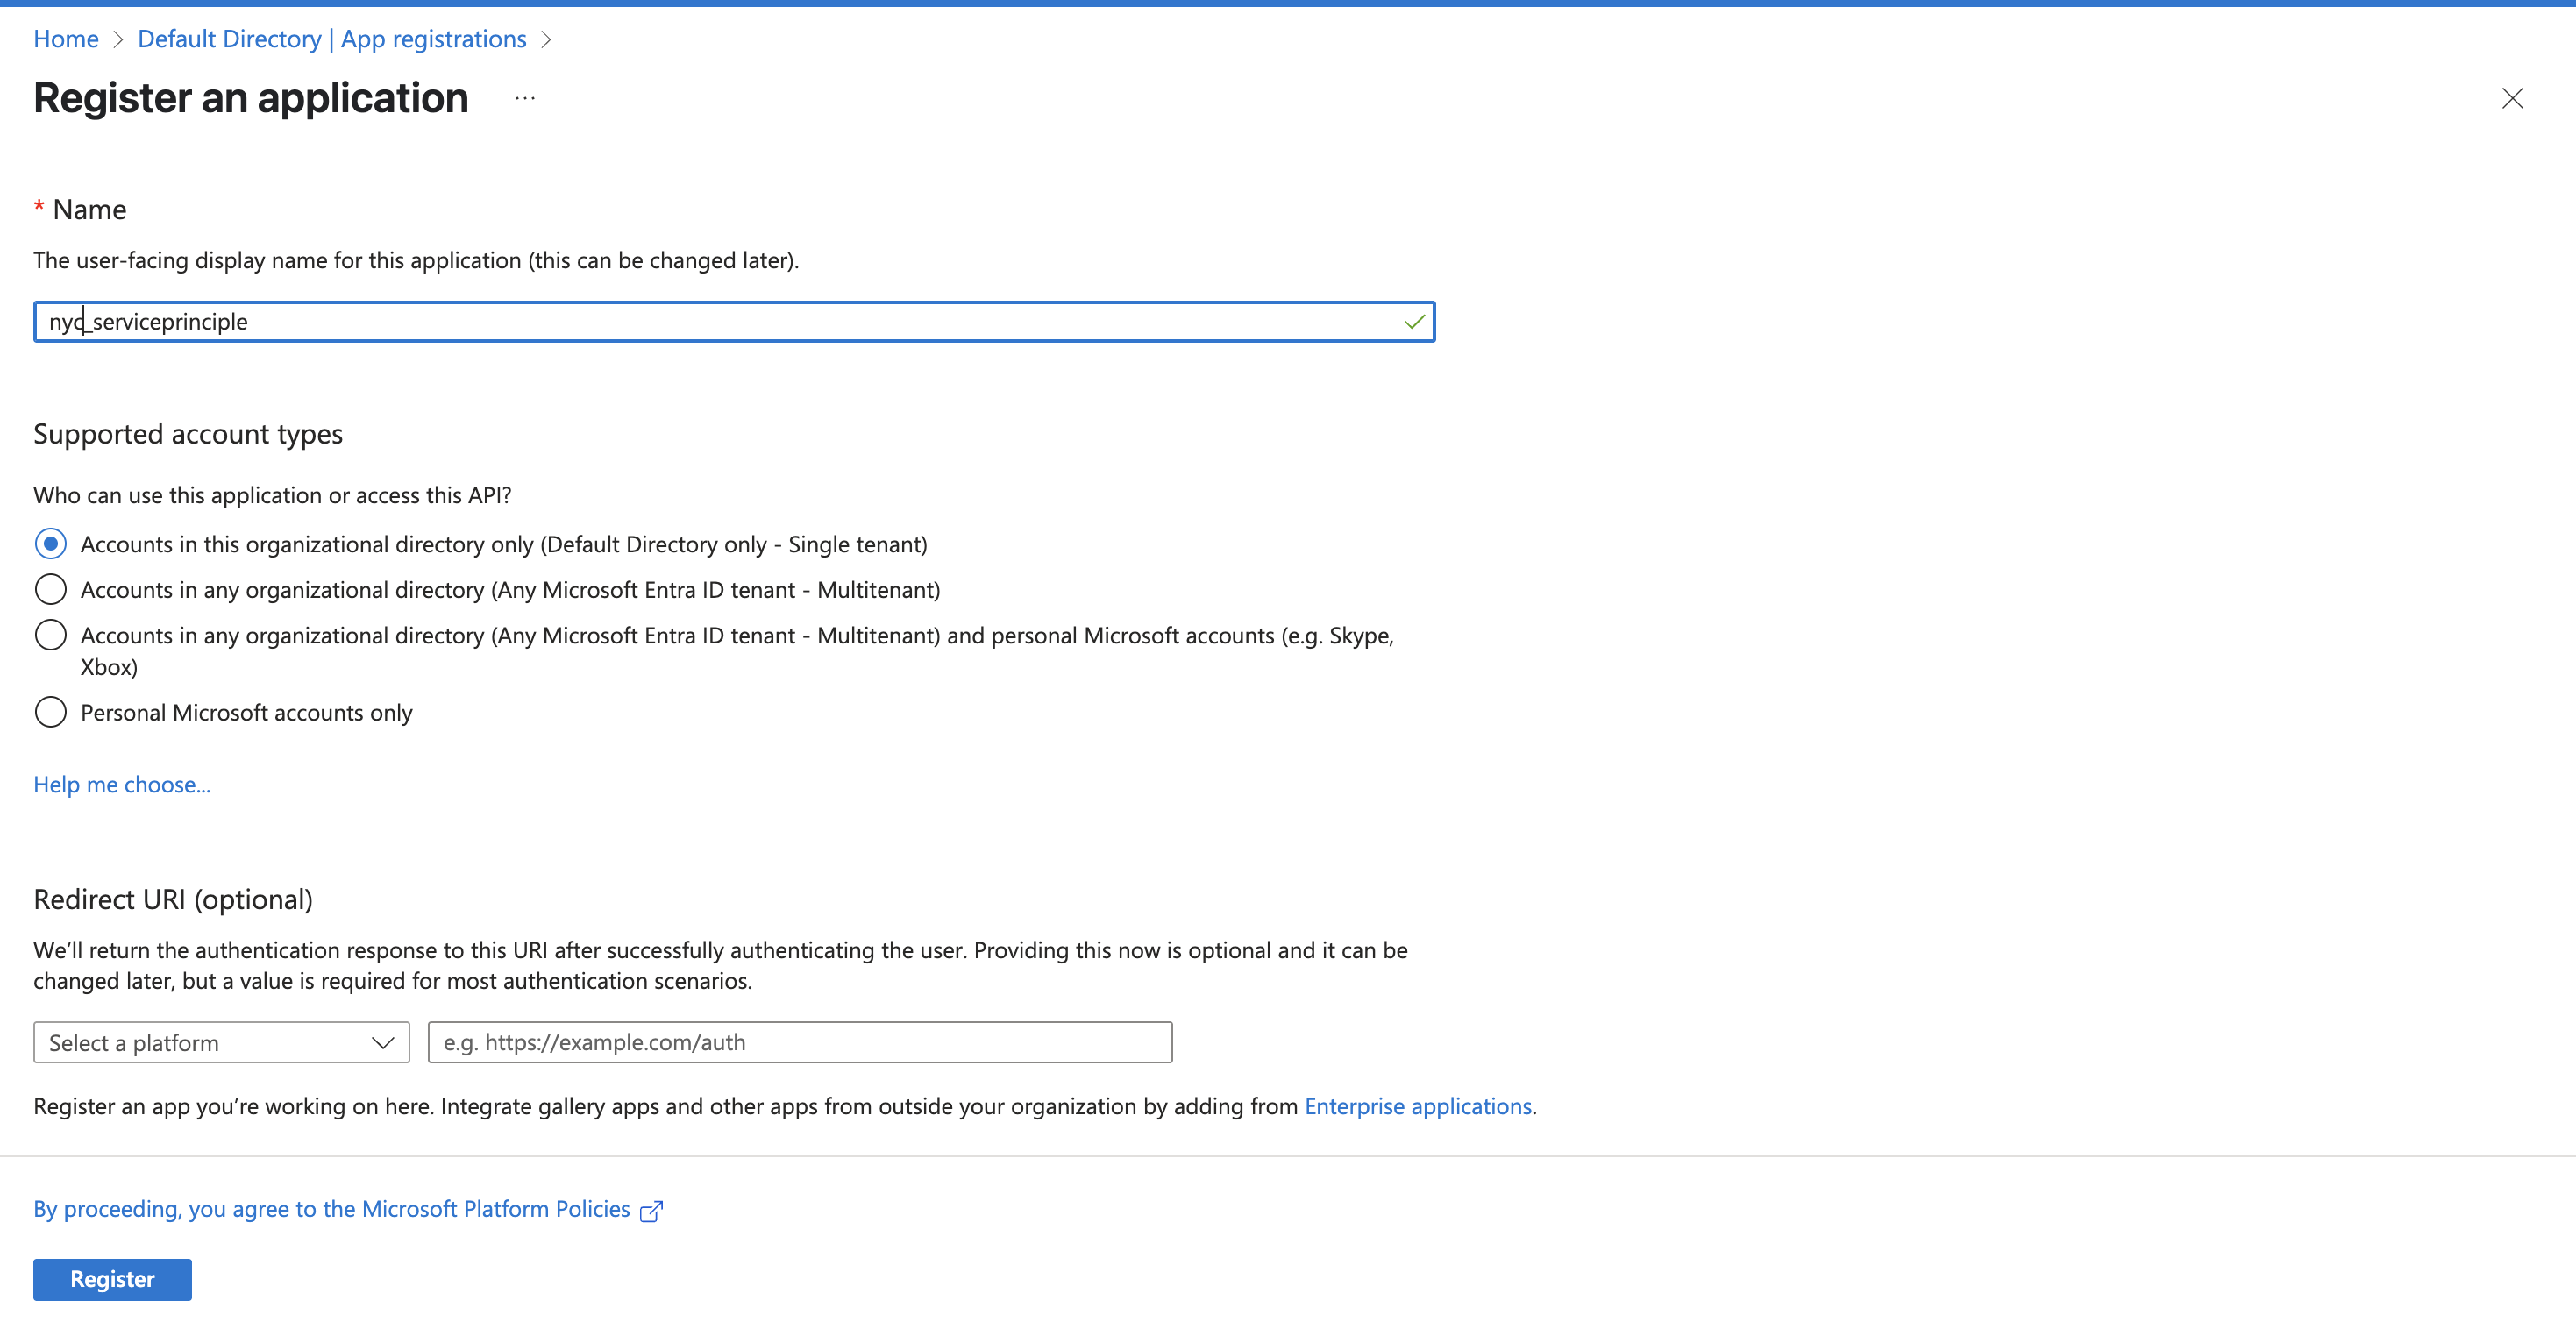 Home > Default Directory | App registrations >
Register an application ...
* Name
The user-facing display name for this application (this can be changed later).
nyc_serviceprinciple
Supported account types
Who can use this application or access this API?
Accounts in this organizational directory only (Default Directory only - Single tenant)
Accounts in any organizational directory (Any Microsoft Entra ID tenant - Multitenant)
Accounts in any organizational directory (Any Microsoft Entra ID tenant - Multitenant) and personal Microsoft accounts (e.g. Skype,
Xbox)
Personal Microsoft accounts only
Help me choose...
Redirect URI (optional)
We’ll return the authentication response to this URI after successfully authenticating the user. Providing this now is optional and it can be
changed later, but a value is required for most authentication scenarios.
Select a platform e.g. https://example.com/auth
Register an app you’re working on here. Integrate gallery apps and other apps from outside your organization by adding from Enterprise applications.
By proceeding, you agree to the Microsoft Platform Policies
Register